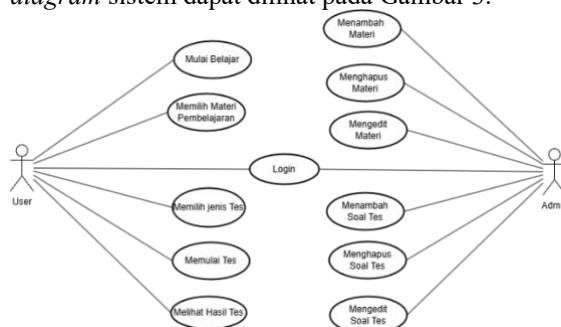 diagram sistem dapat dilihat pada Gambar 3.
Mulai Belajar
Memilih Materi
Pembelajaran
Login
User
Memilih jenis Tes
Memulai Tes
Melihat Hasil Tes
Menambah
Materi
Menghapus
Materi
Mengedit
Materi
Menambah
Soal Tes
Menghapus
Soal Tes
Mengedit
Soal Tes
Adm